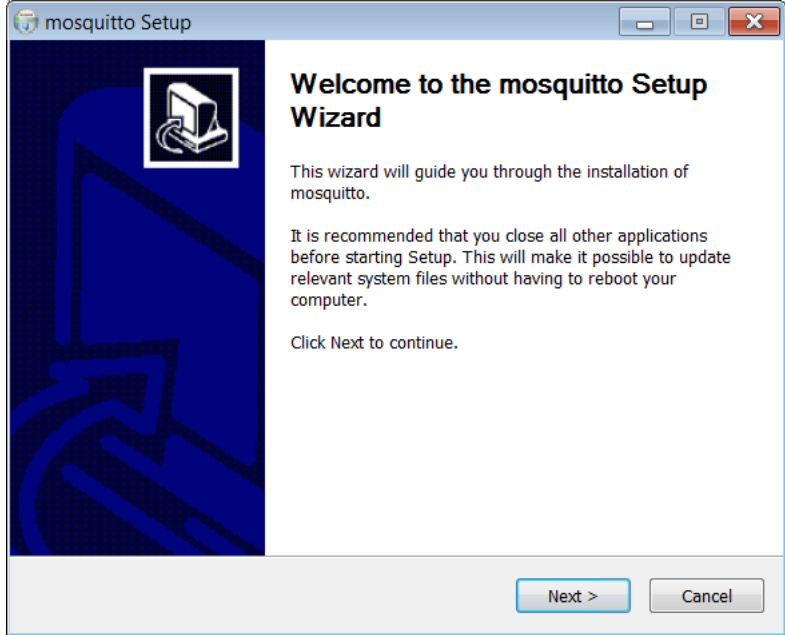 mosquitto Setup
Welcome to the mosquitto Setup
Wizard
This wizard will guide you through the installation of
mosquitto.
It is recommended that you close all other applications
before starting Setup. This will make it possible to update
relevant system files without having to reboot your
computer.
Click Next to continue.
Next >
Cancel